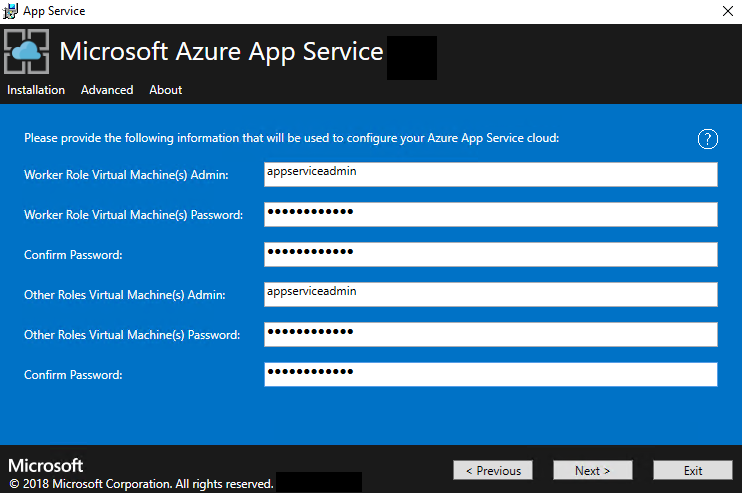 App Service
Microsoft Azure App Service
Installation Advanced About
Please provide the following information that will be used to configure your Azure App Service cloud: ?
Worker Role Virtual Machine(s) Admin: appserviceadmin
Worker Role Virtual Machine(s) Password: ●●●●●●●●●●●●
Confirm Password: ●●●●●●●●●●●●
Other Roles Virtual Machine(s) Admin: appserviceadmin
Other Roles Virtual Machine(s) Password: ●●●●●●●●●●●●
Confirm Password: ●●●●●●●●●●●●
Microsoft
© 2018 Microsoft Corporation. All rights reserved.
< Previous Next > Exit